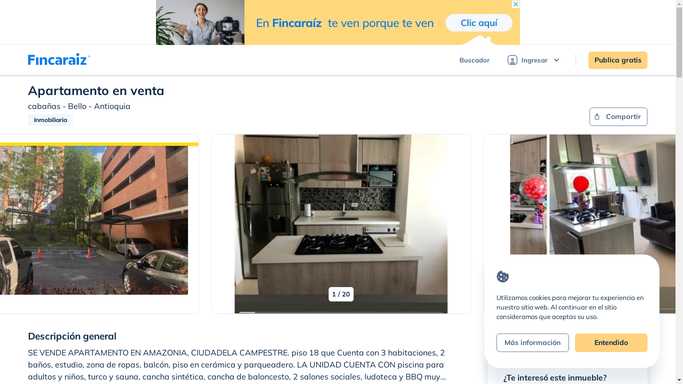 En Fincaraíz te ven porque te ven
Clic aquí
Fincaraiz
Buscador
Ingresar
Publica gratis
Apartamento en venta
cabañas - Bello - Antioquia
Inmobiliaria
Compartir
1 / 20
Utilizamos cookies para mejorar tu experiencia en
nuestro sitio web. Al continuar en el sitio
consideramos que aceptas su uso.
Más información
Entendido
Descripción general
SE VENDE APARTAMENTO EN AMAZONIA, CIUDADELA CAMPESTRE, piso 18 que Cuenta con 3 habitaciones, 2
baños, estudio, zona de ropas, balcón, piso en cerámica y parqueadero. LA UNIDAD CUENTA CON piscina para
adultos y niños, turco y sauna, cancha sintética, cancha de baloncesto, 2 salones sociales, ludoteca y BBQ muy...
¿Te interesó este inmueble?